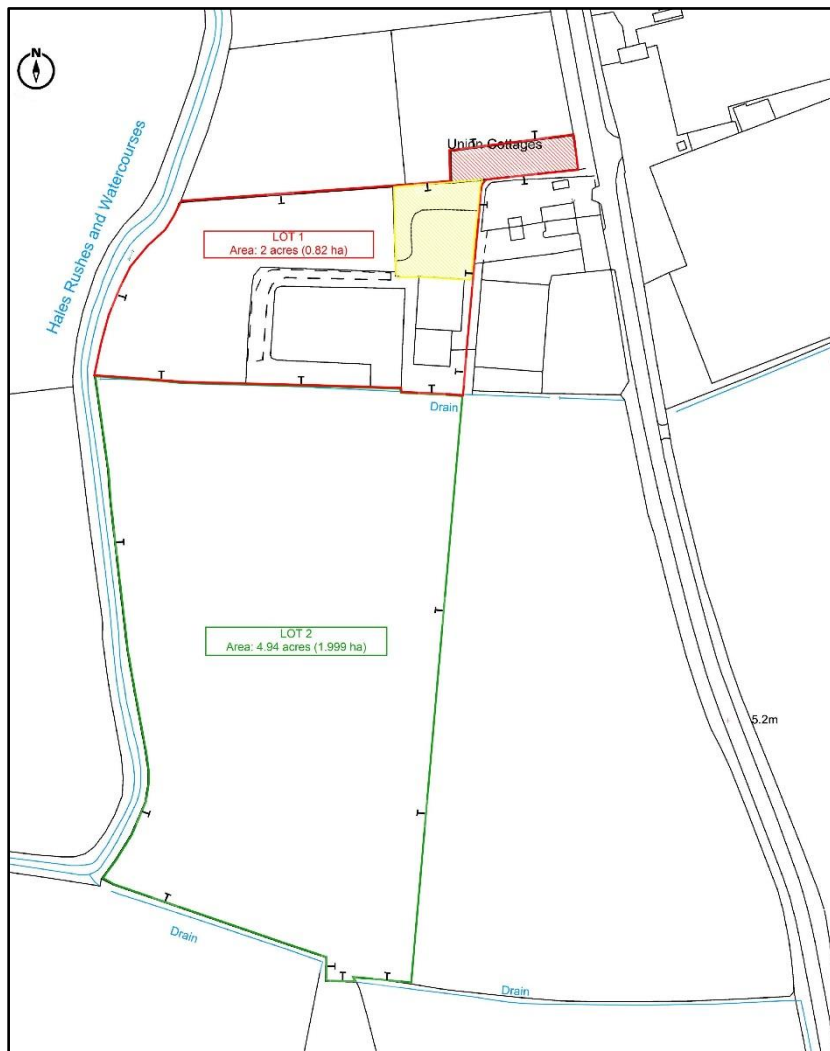 N
Union Cottages
Hales Rushes and Watercourses
LOT 1
Area: 2 acres (0.82 ha)
Drain
LOT 2
Area: 4.94 acres (1.999 ha)
5.2m
Drain
Drain